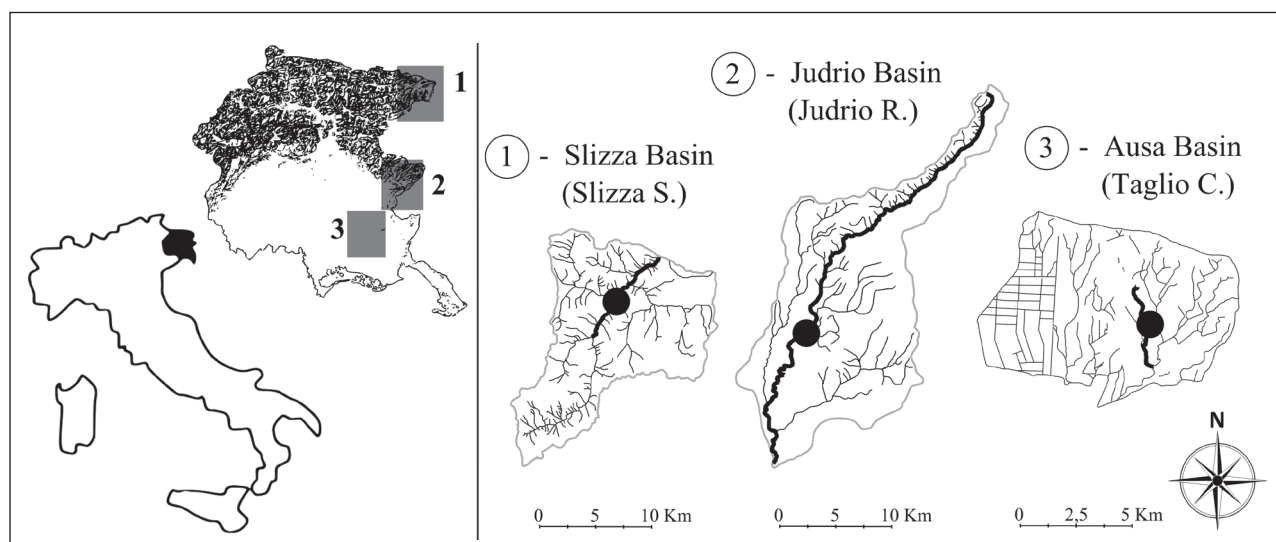 1
2
3
1 - Slizza Basin
(Slizza S.)
2 - Judrio Basin
(Judrio R.)
3 - Ausa Basin
(Taglio C.)
N
0 5 10 Km
0 5 10 Km
0 2,5 5 Km